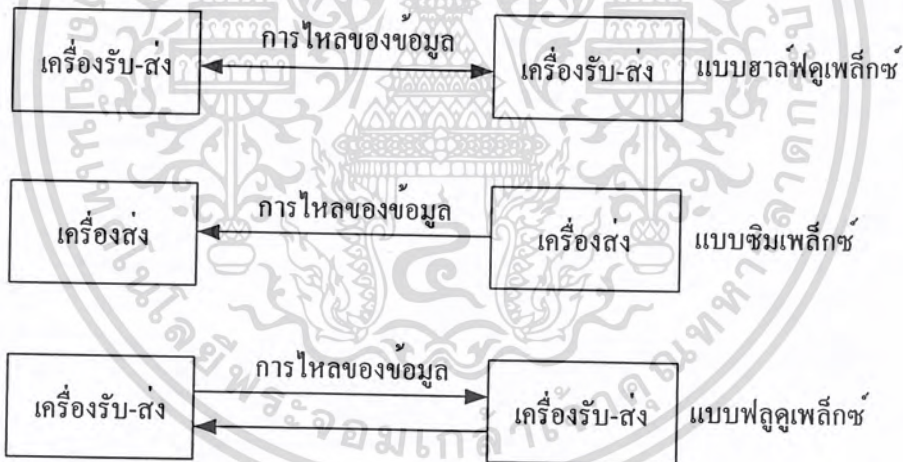 การไหลของข้อมูล
เครื่องรับ-ส่ง เครื่องรับ-ส่ง แบบฮาล์ฟดูเพล็กซ์
การไหลของข้อมูล
เครื่องส่ง เครื่องส่ง แบบซิมเพล็กซ์
การไหลของข้อมูล
เครื่องรับ-ส่ง เครื่องรับ-ส่ง แบบฟลูดูเพล็กซ์